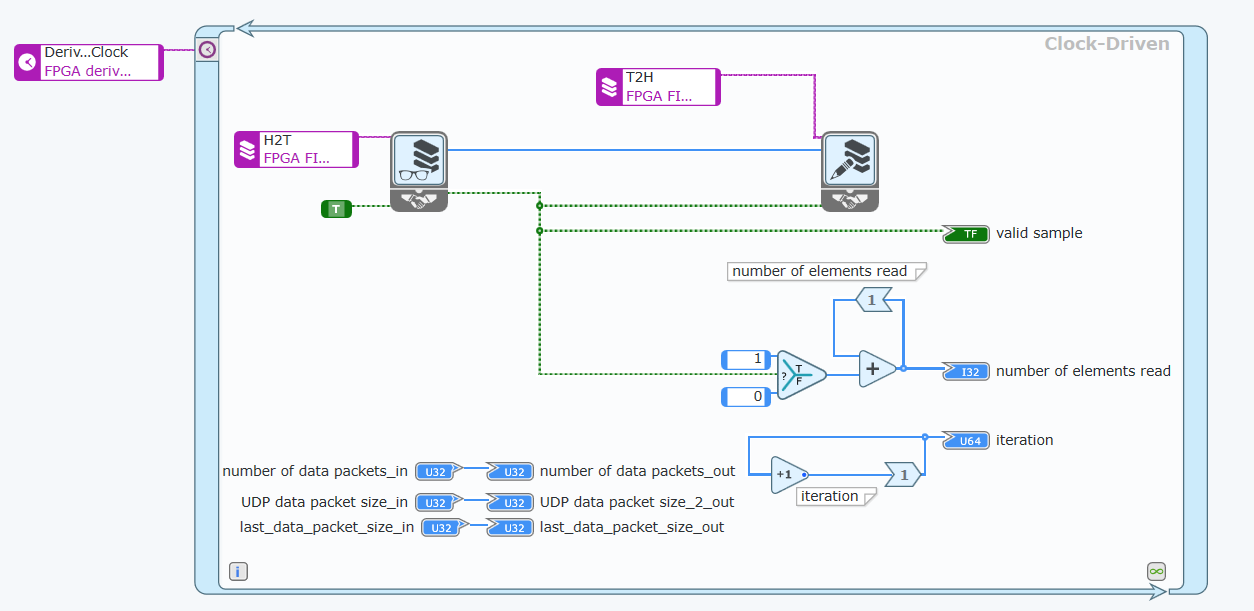 Clock-Driven
Deriv...Clock
FPGA deriv...
T2H
FPGA FI...
H2T
FPGA FI...
T
TF
valid sample
number of elements read
1
1
?
T
F
+
0
I32
number of elements read
U64
iteration
+1
1
iteration
number of data packets_in
U32
U32
number of data packets_out
UDP data packet size_in
U32
U32
UDP data packet size_2_out
last_data_packet_size_in
U32
U32
last_data_packet_size_out
i
∞